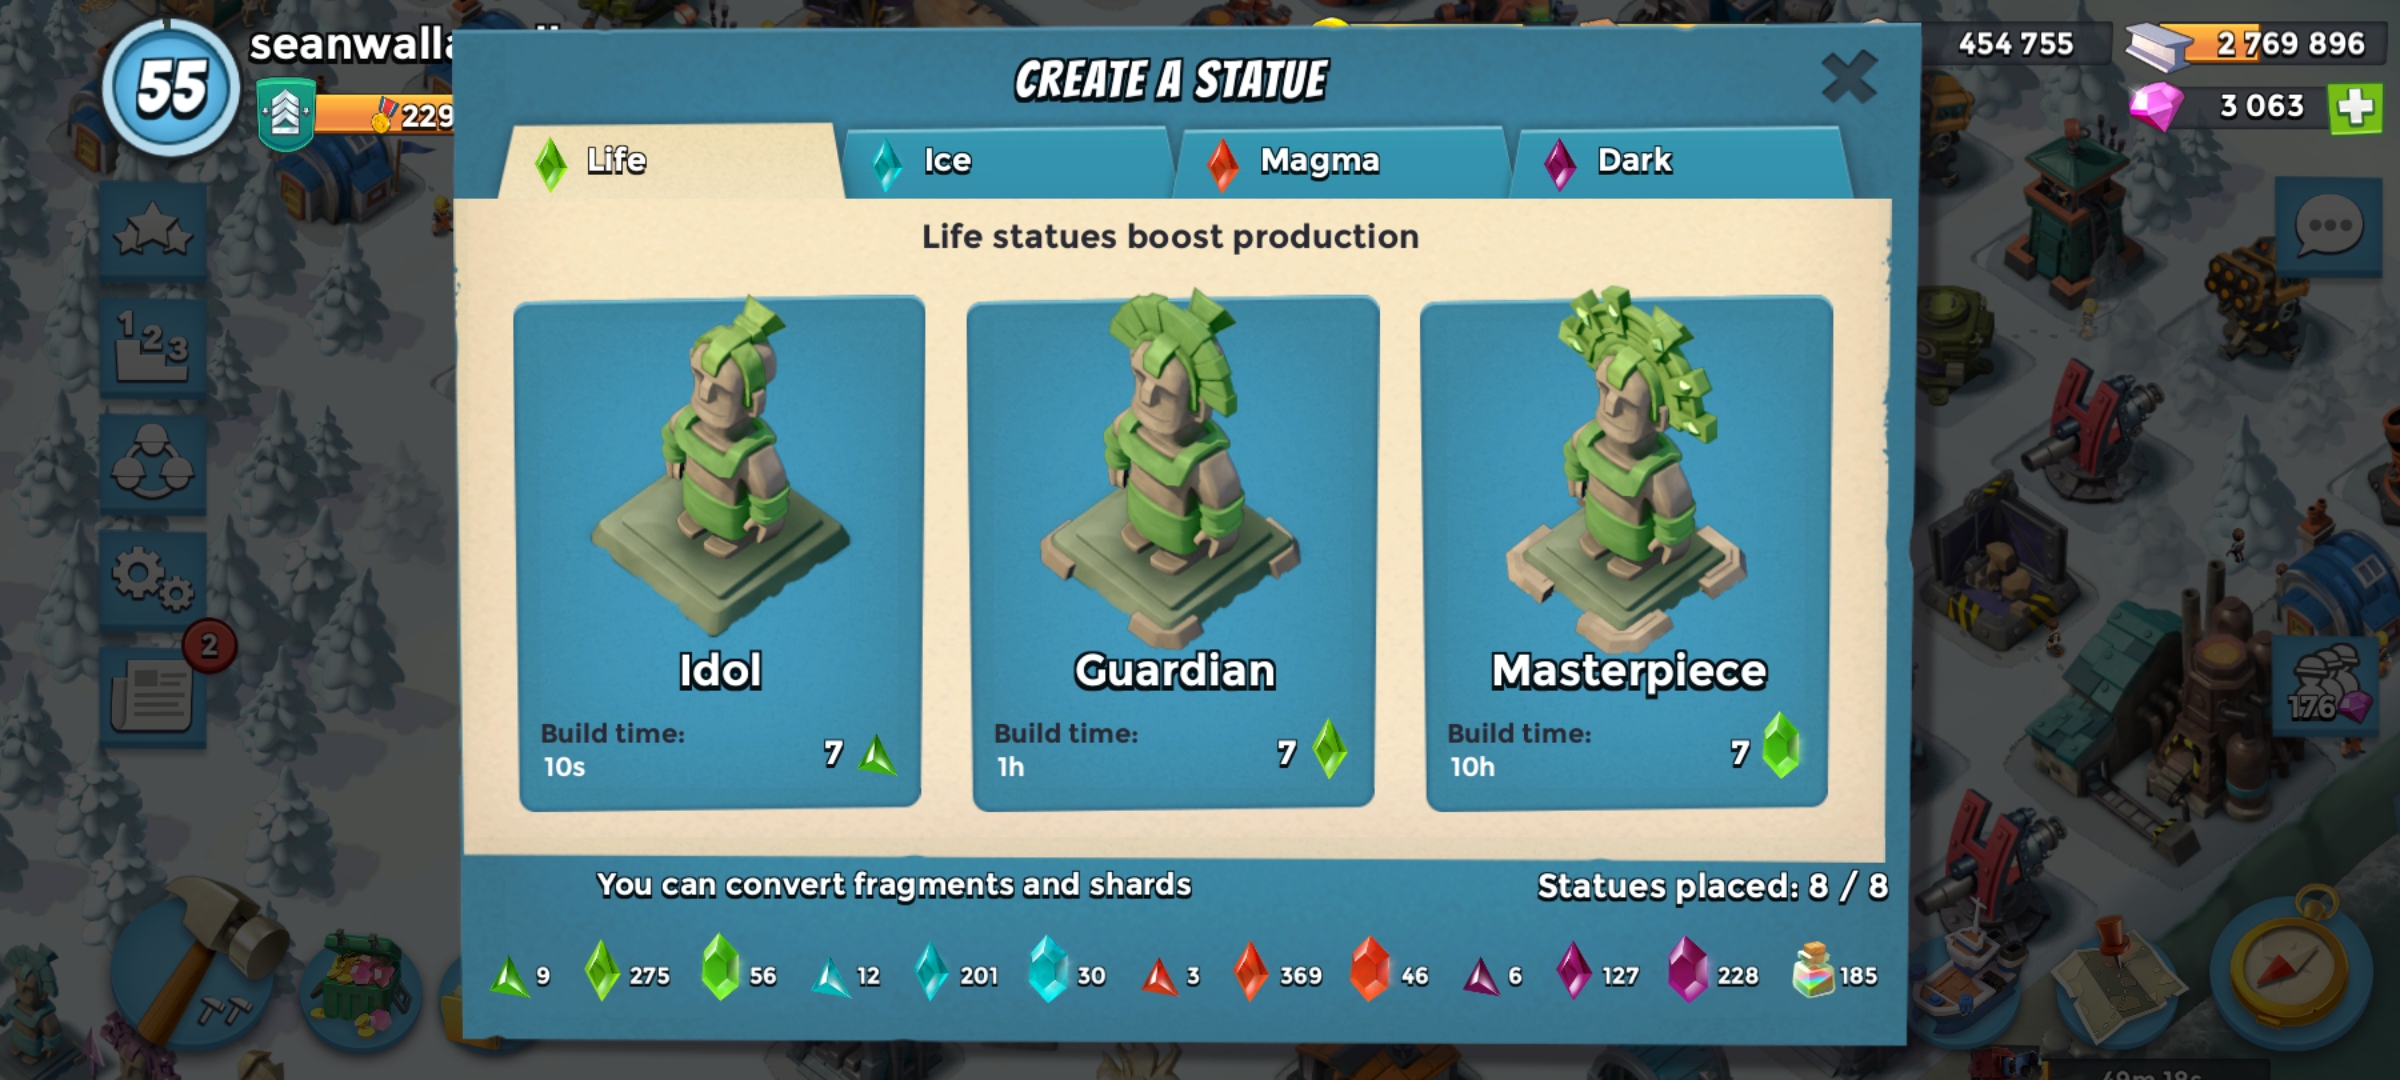 55
229
454 755
2 769 896
3 063
CREATE A STATUE
Life
Ice
Magma
Dark
Life statues boost production
1 2 3
2
Idol
Build time:
10s
7
Guardian
Build time:
1h
7
Masterpiece
Build time:
10h
7
176
You can convert fragments and shards
Statues placed: 8 / 8
9
275
56
12
201
30
3
369
46
6
127
228
185